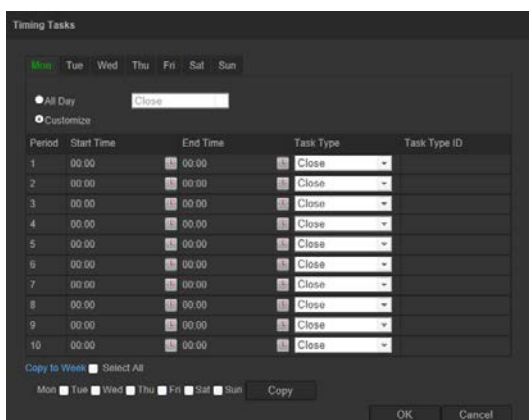 Timing Tasks
Mon Tue Wed Thu Fri Sat Sun
All Day Close
Customize
Period Start Time End Time Task Type Task Type ID
1 00:00 00:00 Close
2 00:00 00:00 Close
3 00:00 00:00 Close
4 00:00 00:00 Close
5 00:00 00:00 Close
6 00:00 00:00 Close
7 00:00 00:00 Close
8 00:00 00:00 Close
9 00:00 00:00 Close
10 00:00 00:00 Close
Copy to Week Select All
Mon Tue Wed Thu Fri Sat Sun Copy
OK Cancel